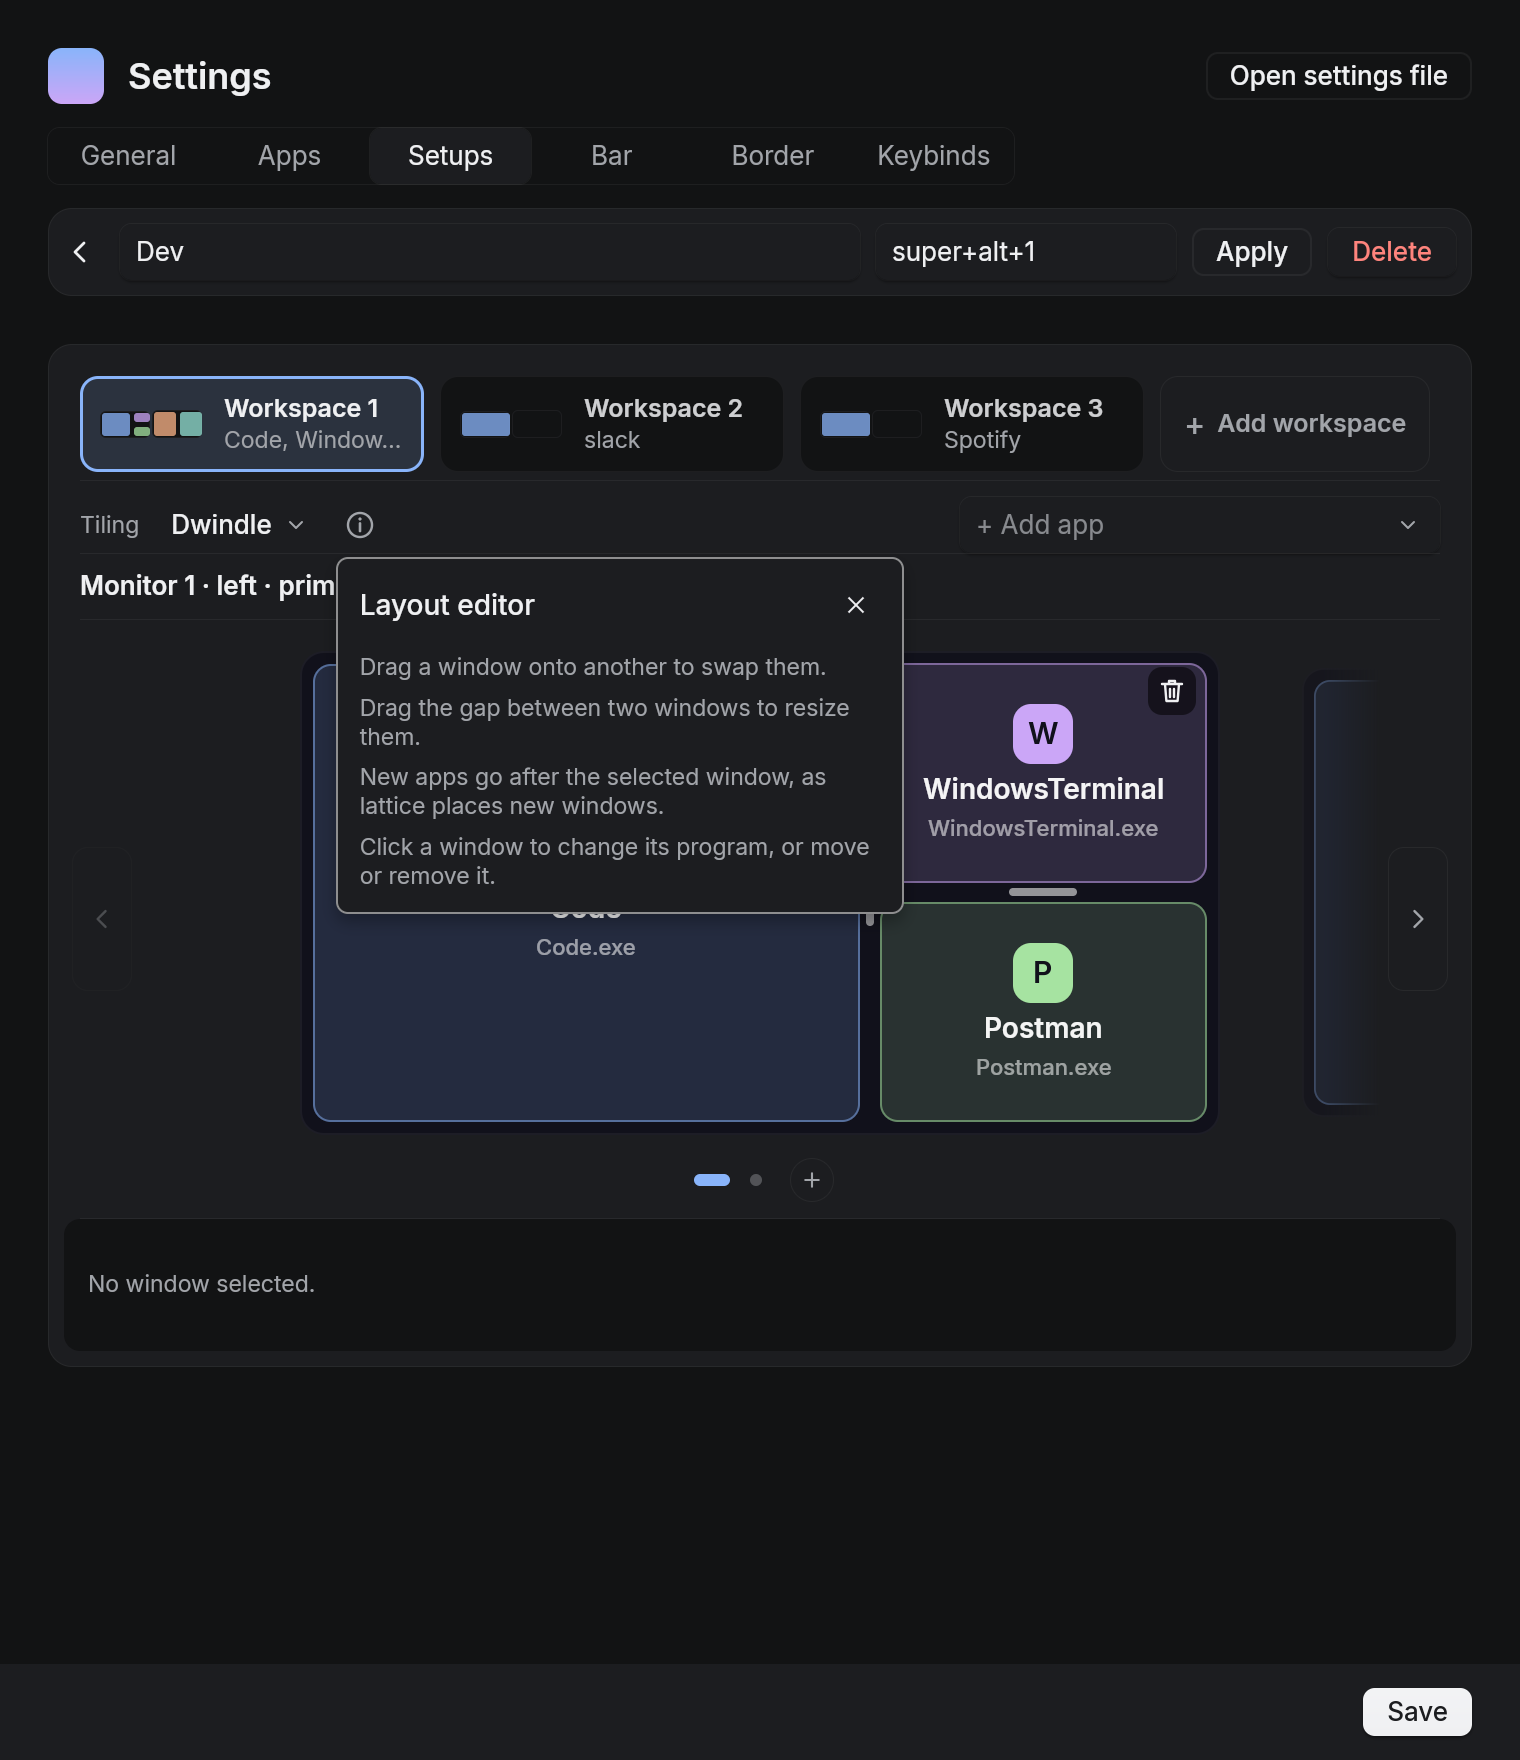 Settings
Open settings file
General
Apps
Setups
Bar
Border
Keybinds
Dev
super+alt+1
Apply
Delete
Workspace 1
Code, Window...
Workspace 2
slack
Workspace 3
Spotify
+ Add workspace
Tiling
Dwindle
+ Add app
Monitor 1 · left · prim
Layout editor
Drag a window onto another to swap them.
Drag the gap between two windows to resize
them.
New apps go after the selected window, as
lattice places new windows.
Click a window to change its program, or move
or remove it.
W
WindowsTerminal
WindowsTerminal.exe
Code
Code.exe
P
Postman
Postman.exe
No window selected.
Save